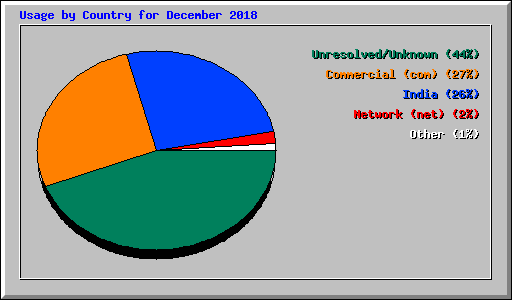 Usage by Country for December 2018
Unresolved/Unknown (44%)
Commercial (com) (27%)
India (26%)
Network (net) (2%)
Other (1%)